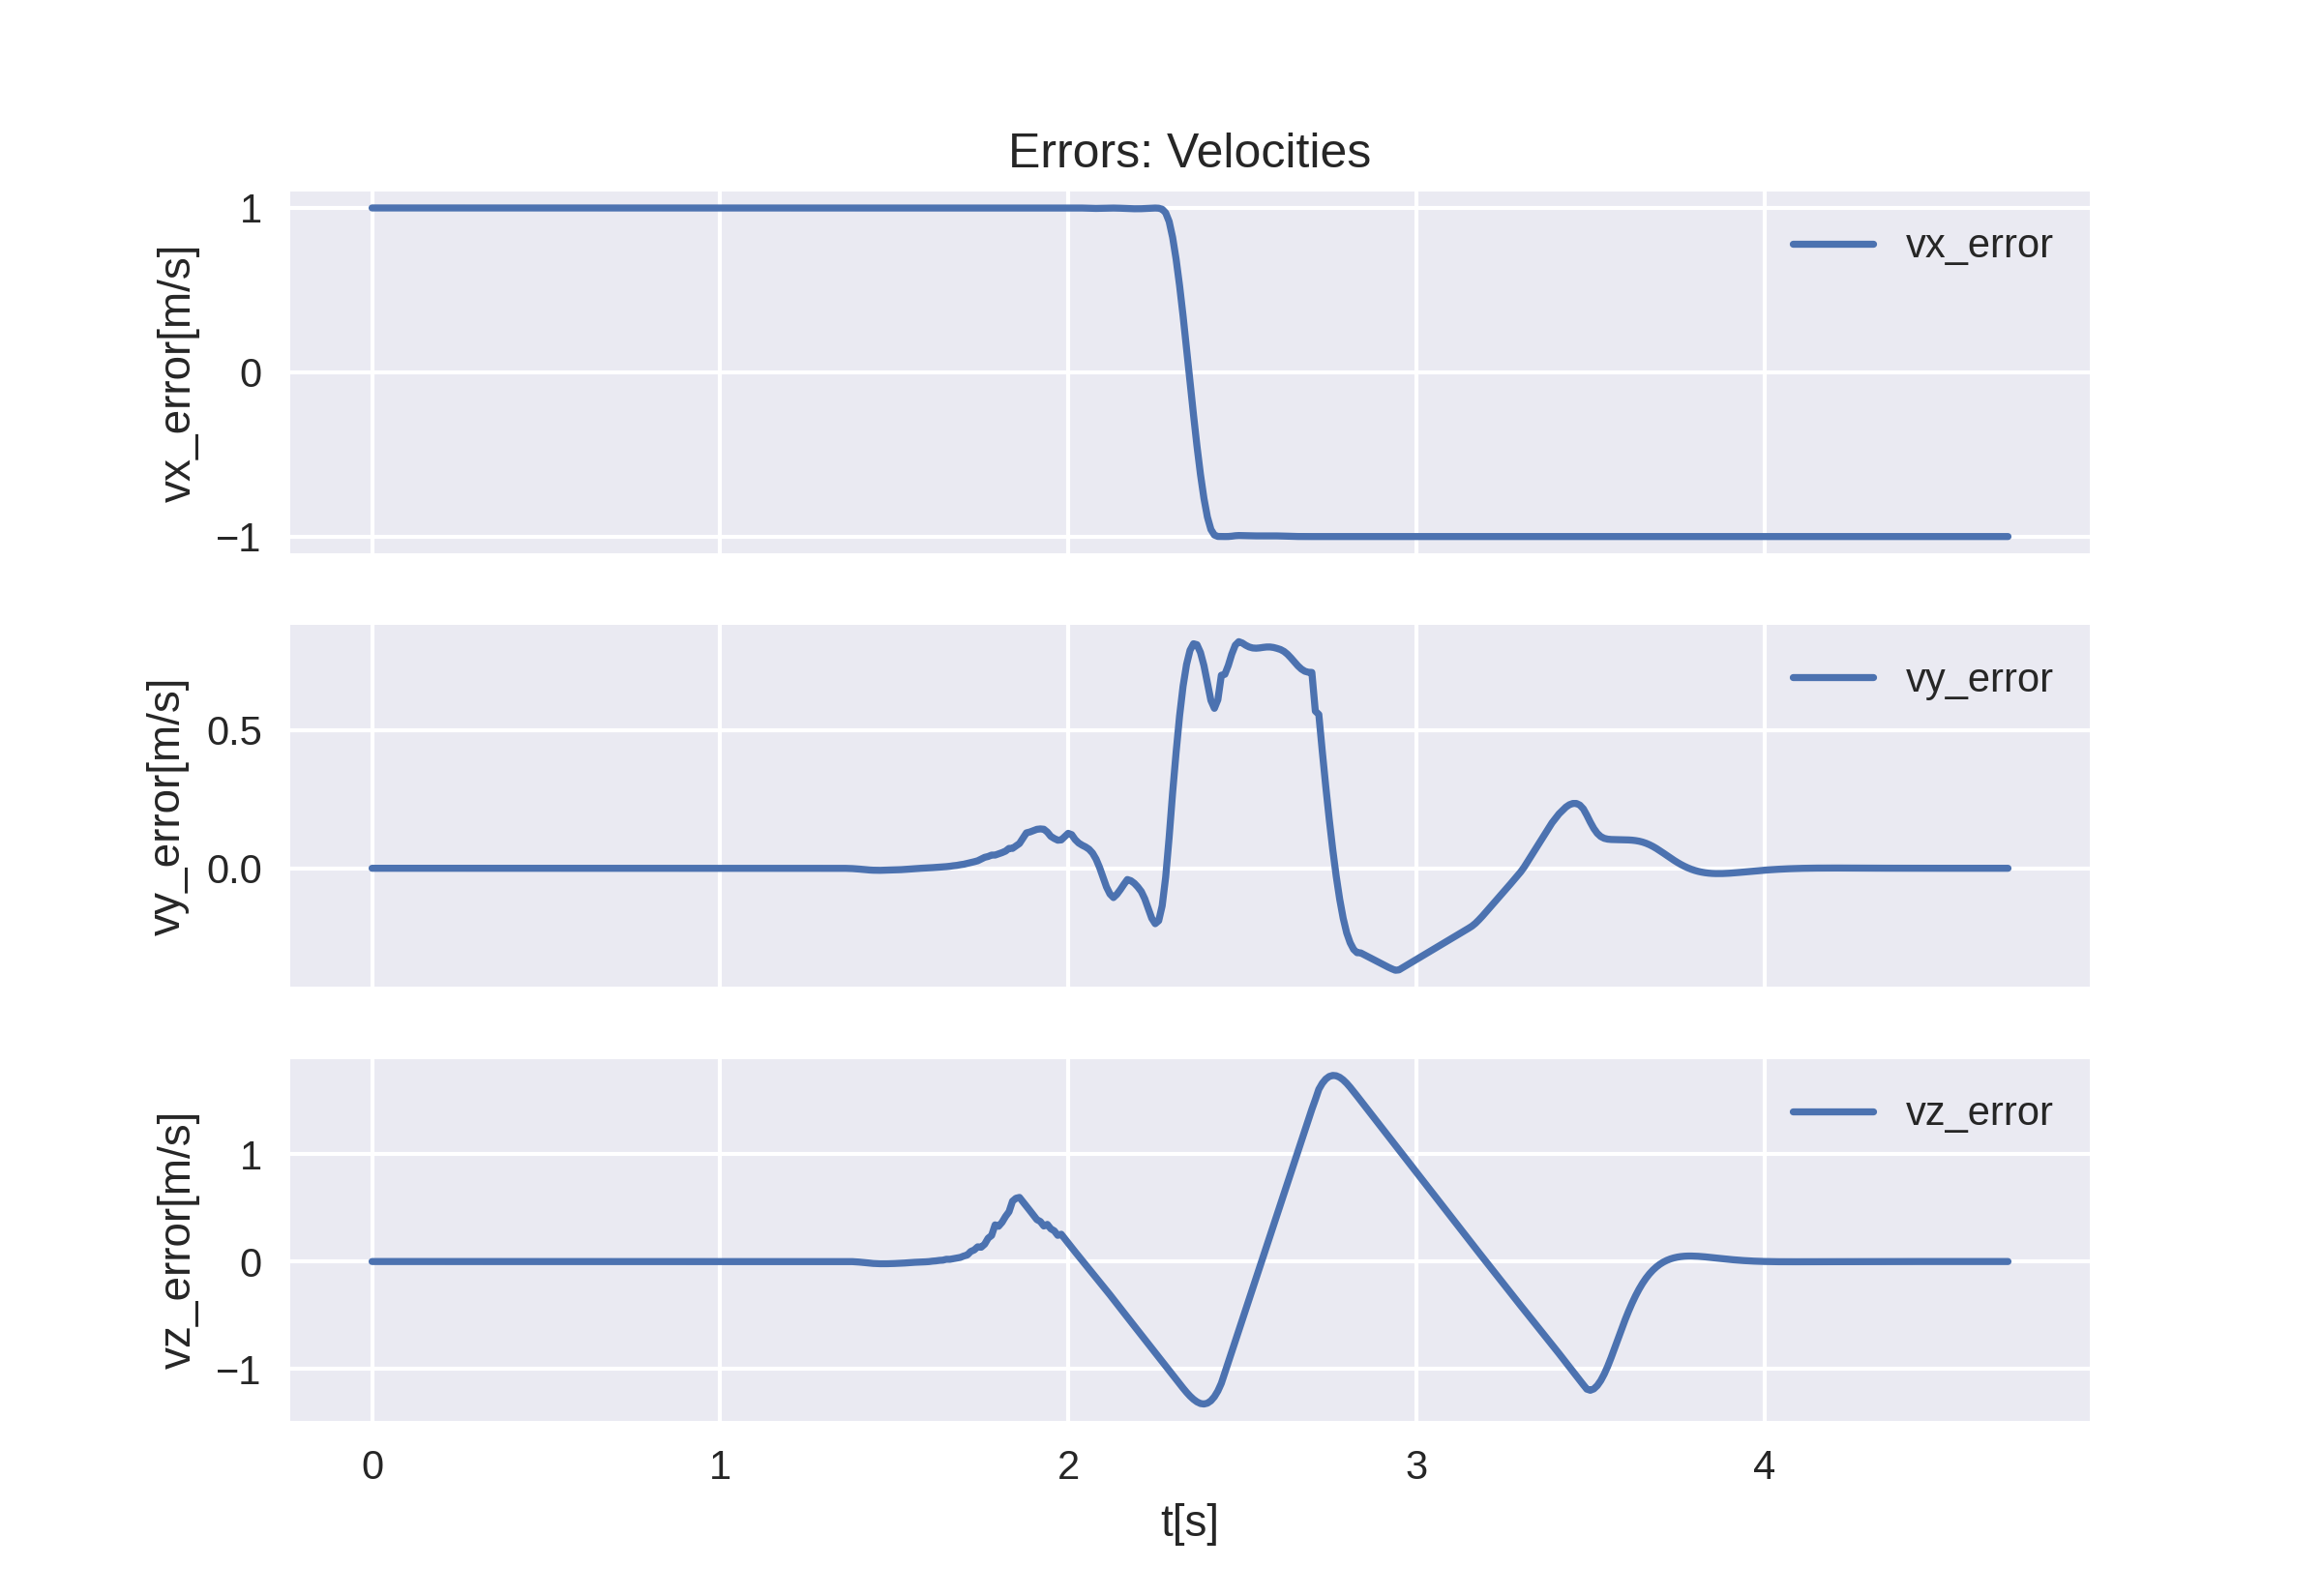 Errors: Velocities
1
0
−1
vx_error[m/s]
vx_error
0.5
0.0
vy_error[m/s]
vy_error
1
0
−1
vz_error[m/s]
vz_error
0 1 2 3 4
t[s]